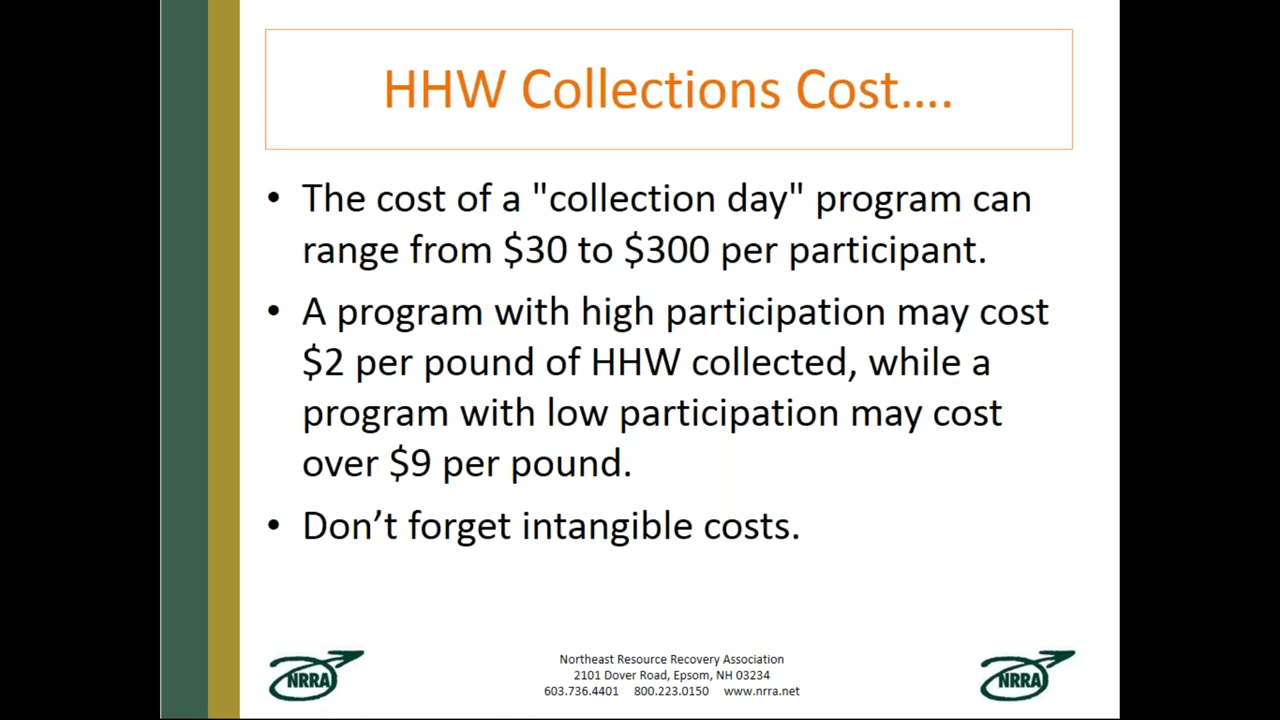 HHW Collections Cost....
• The cost of a "collection day" program can
range from $30 to $300 per participant.
• A program with high participation may cost
$2 per pound of HHW collected, while a
program with low participation may cost
over $9 per pound.
• Don’t forget intangible costs.
NRRA
Northeast Resource Recovery Association
2101 Dover Road, Epsom, NH 03234
603.736.4401 800.223.0150 www.nrra.net
NRRA